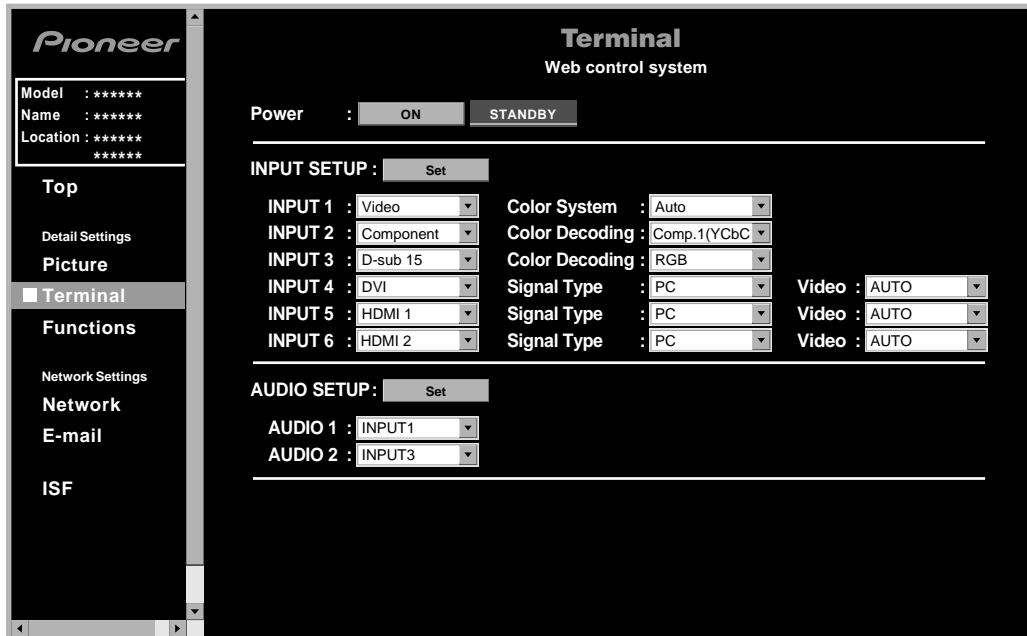 Pioneer
Model : ******
Name : ******
Location : ******
******
Top
Detail Settings
Picture
Terminal
Functions
Network Settings
Network
E-mail
ISF
Terminal
Web control system
Power : ON STANDBY
INPUT SETUP : Set
INPUT 1 : Video Color System : Auto
INPUT 2 : Component Color Decoding : Comp.1(YCbC
INPUT 3 : D-sub 15 Color Decoding : RGB
INPUT 4 : DVI Signal Type : PC Video : AUTO
INPUT 5 : HDMI 1 Signal Type : PC Video : AUTO
INPUT 6 : HDMI 2 Signal Type : PC Video : AUTO
AUDIO SETUP : Set
AUDIO 1 : INPUT1
AUDIO 2 : INPUT3